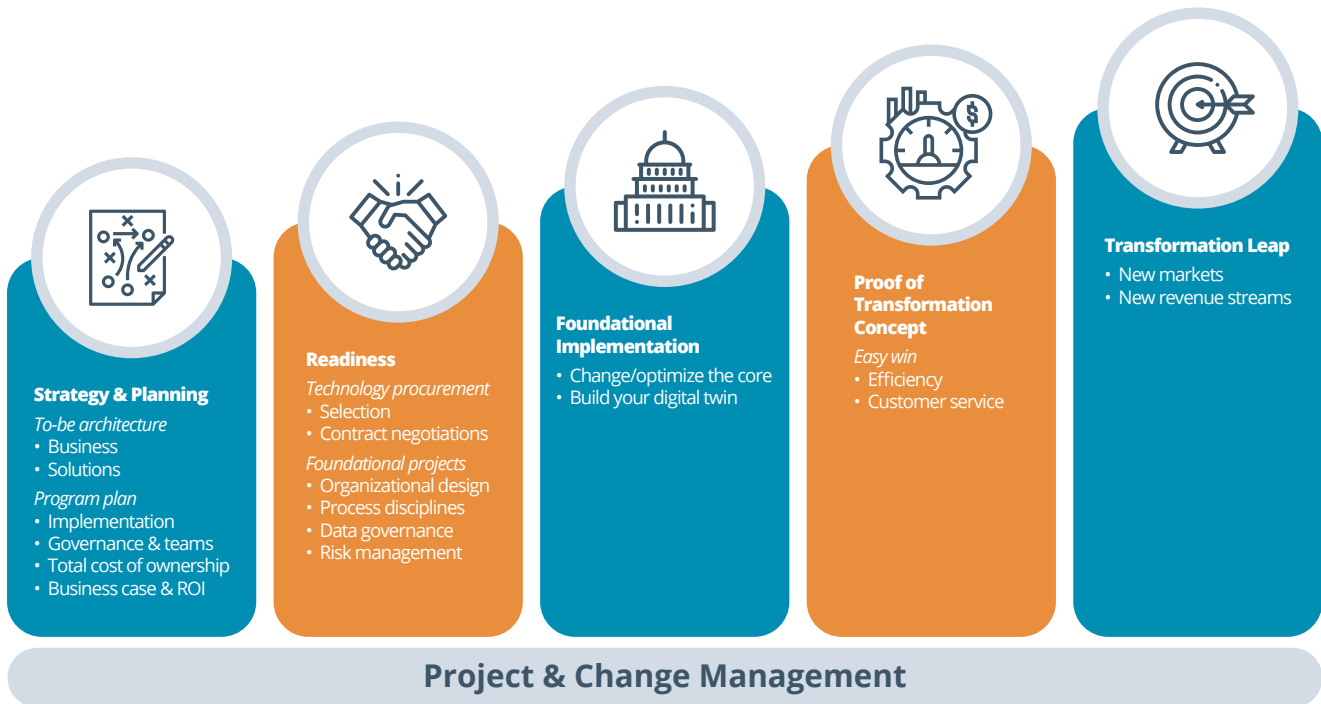 Strategy & Planning
To-be architecture
• Business
• Solutions
Program plan
• Implementation
• Governance & teams
• Total cost of ownership
• Business case & ROI
Readiness
Technology procurement
• Selection
• Contract negotiations
Foundational projects
• Organizational design
• Process disciplines
• Data governance
• Risk management
Foundational
Implementation
• Change/optimize the core
• Build your digital twin
Proof of
Transformation
Concept
Easy win
• Efficiency
• Customer service
$
Transformation Leap
• New markets
• New revenue streams
Project & Change Management